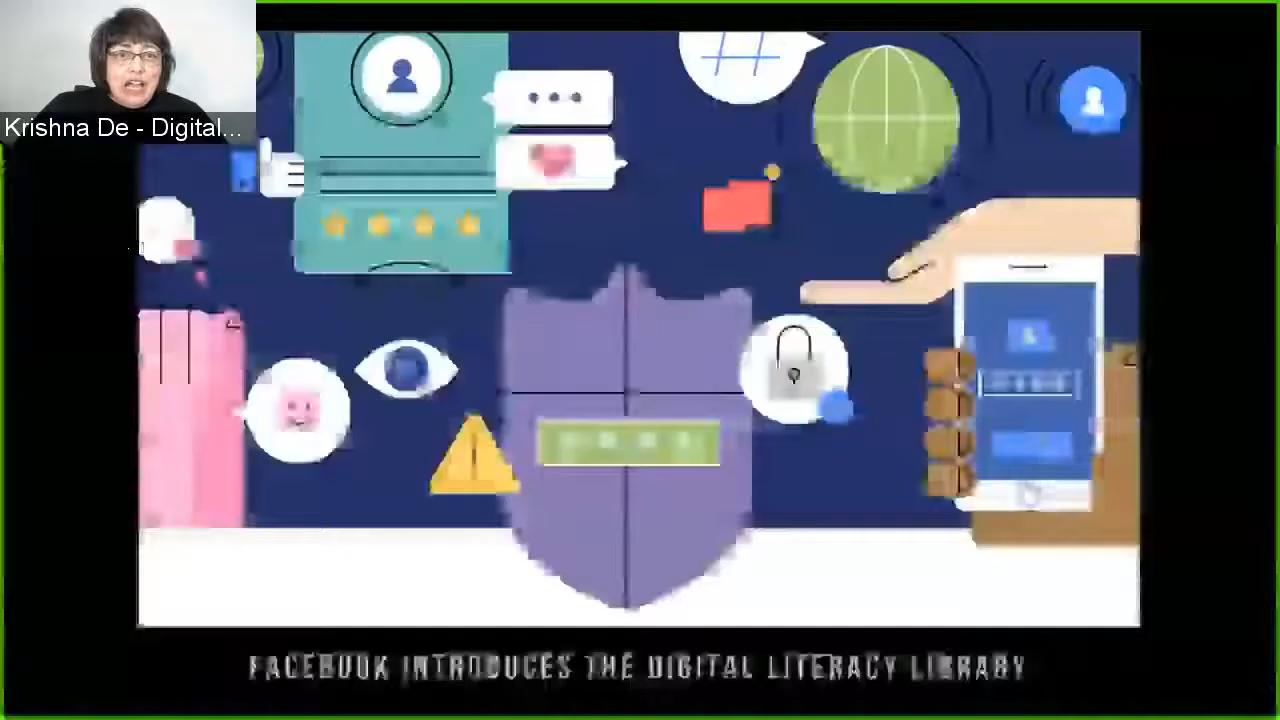 Krishna De - Digital...
FACEBOOK INTRODUCES THE DIGITAL LITERACY LIBRARY